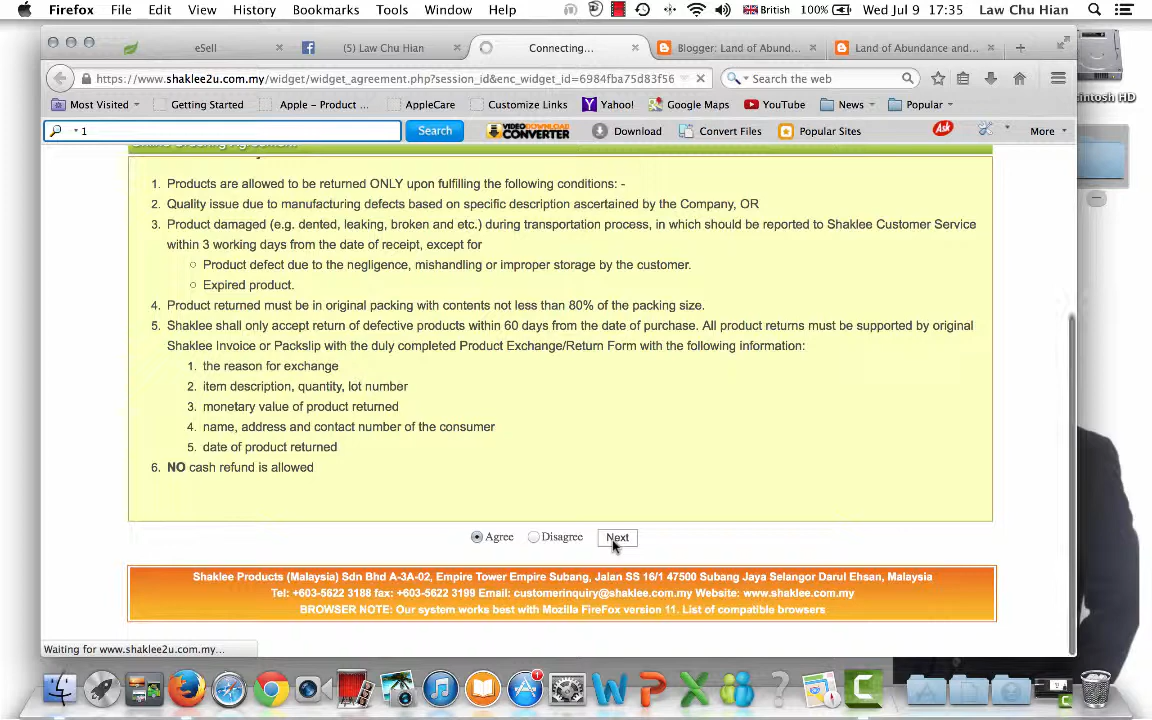 Firefox File Edit View History Bookmarks Tools Window Help British 100% Wed Jul 9 17:35 Law Chu Hian
eSell (5) Law Chu Hian Connecting... Blogger: Land of Abund... Land of Abundance and...
https://www.shaklee2u.com.my/widget/widget_agreement.php?session_id&enc_widget_id=6984fba75d83f56 Search the web
Most Visited Getting Started Apple – Product ... AppleCare Customize Links Yahoo! Google Maps YouTube News Popular
1 Search VIDEO DOWNLOAD CONVERTER Download Convert Files Popular Sites Ask More
intosh HD
Online Ordering Agreement
1. Products are allowed to be returned ONLY upon fulfilling the following conditions: -
2. Quality issue due to manufacturing defects based on specific description ascertained by the Company, OR
3. Product damaged (e.g. dented, leaking, broken and etc.) during transportation process, in which should be reported to Shaklee Customer Service
within 3 working days from the date of receipt, except for
Product defect due to the negligence, mishandling or improper storage by the customer.
Expired product.
4. Product returned must be in original packing with contents not less than 80% of the packing size.
5. Shaklee shall only accept return of defective products within 60 days from the date of purchase. All product returns must be supported by original
Shaklee Invoice or Packslip with the duly completed Product Exchange/Return Form with the following information:
1. the reason for exchange
2. item description, quantity, lot number
3. monetary value of product returned
4. name, address and contact number of the consumer
5. date of product returned
6. NO cash refund is allowed
Agree Disagree Next
Shaklee Products (Malaysia) Sdn Bhd A-3A-02, Empire Tower Empire Subang, Jalan SS 16/1 47500 Subang Jaya Selangor Darul Ehsan, Malaysia
Tel: +603-5622 3188 fax: +603-5622 3199 Email: customerinquiry@shaklee.com.my Website: www.shaklee.com.my
BROWSER NOTE: Our system works best with Mozilla FireFox version 11. List of compatible browsers
Waiting for www.shaklee2u.com.my...